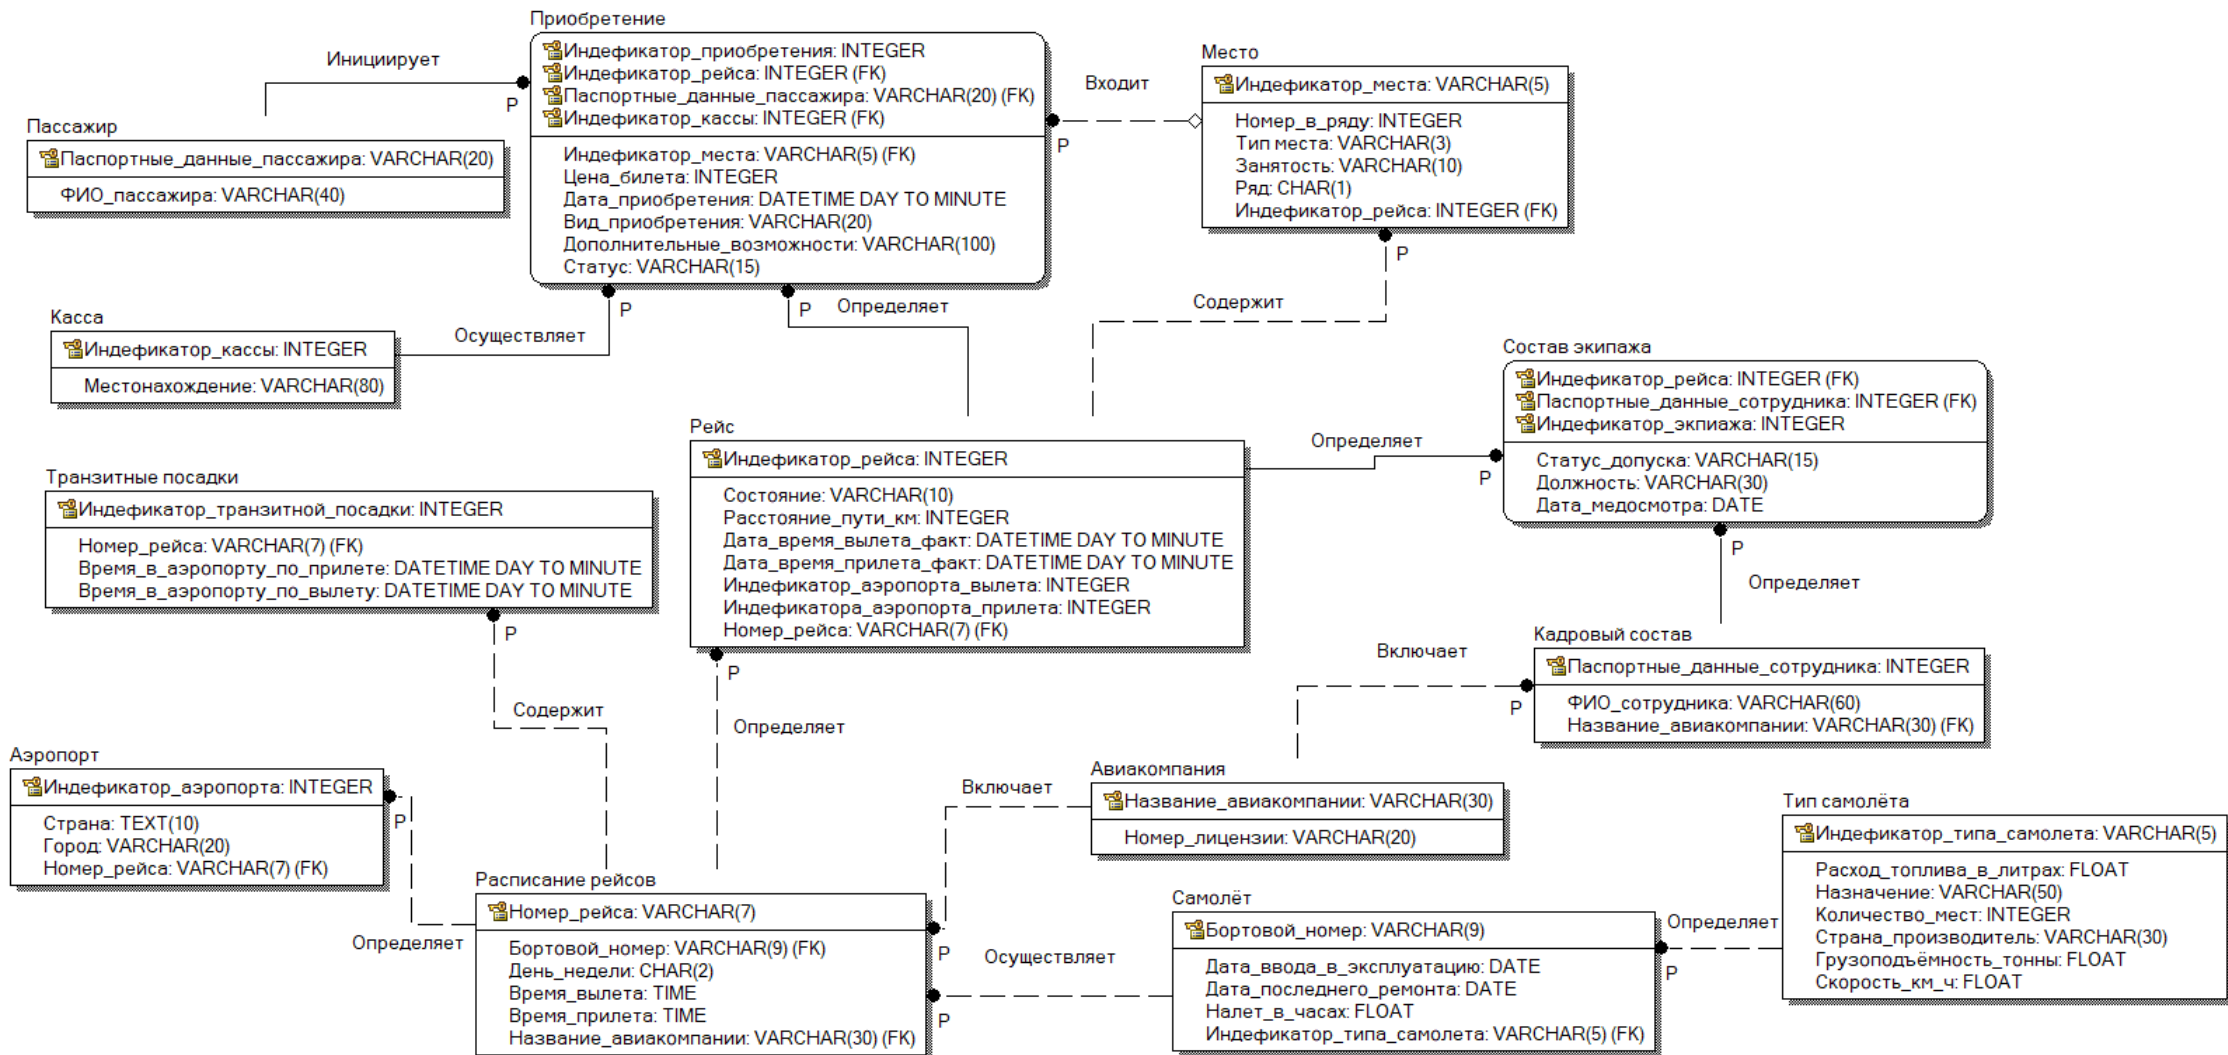 Приобретение
Индефикатор_приобретения: INTEGER
Индефикатор_рейса: INTEGER (FK)
Паспортные_данные_пассажира: VARCHAR(20) (FK)
Индефикатор_кассы: INTEGER (FK)
Индефикатор_места: VARCHAR(5) (FK)
Цена_билета: INTEGER
Дата_приобретения: DATETIME DAY TO MINUTE
Вид_приобретения: VARCHAR(20)
Дополнительные_возможности: VARCHAR(100)
Статус: VARCHAR(15)
Инициирует
P
Входит
P
Место
Индефикатор_места: VARCHAR(5)
Номер_в_ряду: INTEGER
Тип места: VARCHAR(3)
Занятость: VARCHAR(10)
Ряд: CHAR(1)
Индефикатор_рейса: INTEGER (FK)
P
Пассажир
Паспортные_данные_пассажира: VARCHAR(20)
ФИО_пассажира: VARCHAR(40)
Касса
Индефикатор_кассы: INTEGER
Местонахождение: VARCHAR(80)
Осуществляет
P
P
Определяет
Содержит
Состав экипажа
Индефикатор_рейса: INTEGER (FK)
Паспортные_данные_сотрудника: INTEGER (FK)
Индефикатор_экпиажа: INTEGER
Статус_допуска: VARCHAR(15)
Должность: VARCHAR(30)
Дата_медосмотра: DATE
Определяет
P
P
Определяет
Рейс
Индефикатор_рейса: INTEGER
Состояние: VARCHAR(10)
Расстояние_пути_км: INTEGER
Дата_время_вылета_факт: DATETIME DAY TO MINUTE
Дата_время_прилета_факт: DATETIME DAY TO MINUTE
Индефикатор_аэропорта_вылета: INTEGER
Индефикатора_аэропорта_прилета: INTEGER
Номер_рейса: VARCHAR(7) (FK)
P
Определяет
Транзитные посадки
Индефикатор_транзитной_посадки: INTEGER
Номер_рейса: VARCHAR(7) (FK)
Время_в_аэропорту_по_прилете: DATETIME DAY TO MINUTE
Время_в_аэропорту_по_вылету: DATETIME DAY TO MINUTE
P
Содержит
Кадровый состав
Паспортные_данные_сотрудника: INTEGER
ФИО_сотрудника: VARCHAR(60)
Название_авиакомпании: VARCHAR(30) (FK)
Включает
P
Аэропорт
Индефикатор_аэропорта: INTEGER
Страна: TEXT(10)
Город: VARCHAR(20)
Номер_рейса: VARCHAR(7) (FK)
P
Определяет
Авиакомпания
Название_авиакомпании: VARCHAR(30)
Номер_лицензии: VARCHAR(20)
Включает
P
Расписание рейсов
Номер_рейса: VARCHAR(7)
Бортовой_номер: VARCHAR(9) (FK)
День_недели: CHAR(2)
Время_вылета: TIME
Время_прилета: TIME
Название_авиакомпании: VARCHAR(30) (FK)
Осуществляет
P
Самолёт
Бортовой_номер: VARCHAR(9)
Дата_ввода_в_эксплуатацию: DATE
Дата_последнего_ремонта: DATE
Налет_в_часах: FLOAT
Индефикатор_типа_самолета: VARCHAR(5) (FK)
Определяет
P
Тип самолёта
Индефикатор_типа_самолета: VARCHAR(5)
Расход_топлива_в_литрах: FLOAT
Назначение: VARCHAR(50)
Количество_мест: INTEGER
Страна_производитель: VARCHAR(30)
Грузоподъёмность_тонны: FLOAT
Скорость_км_ч: FLOAT